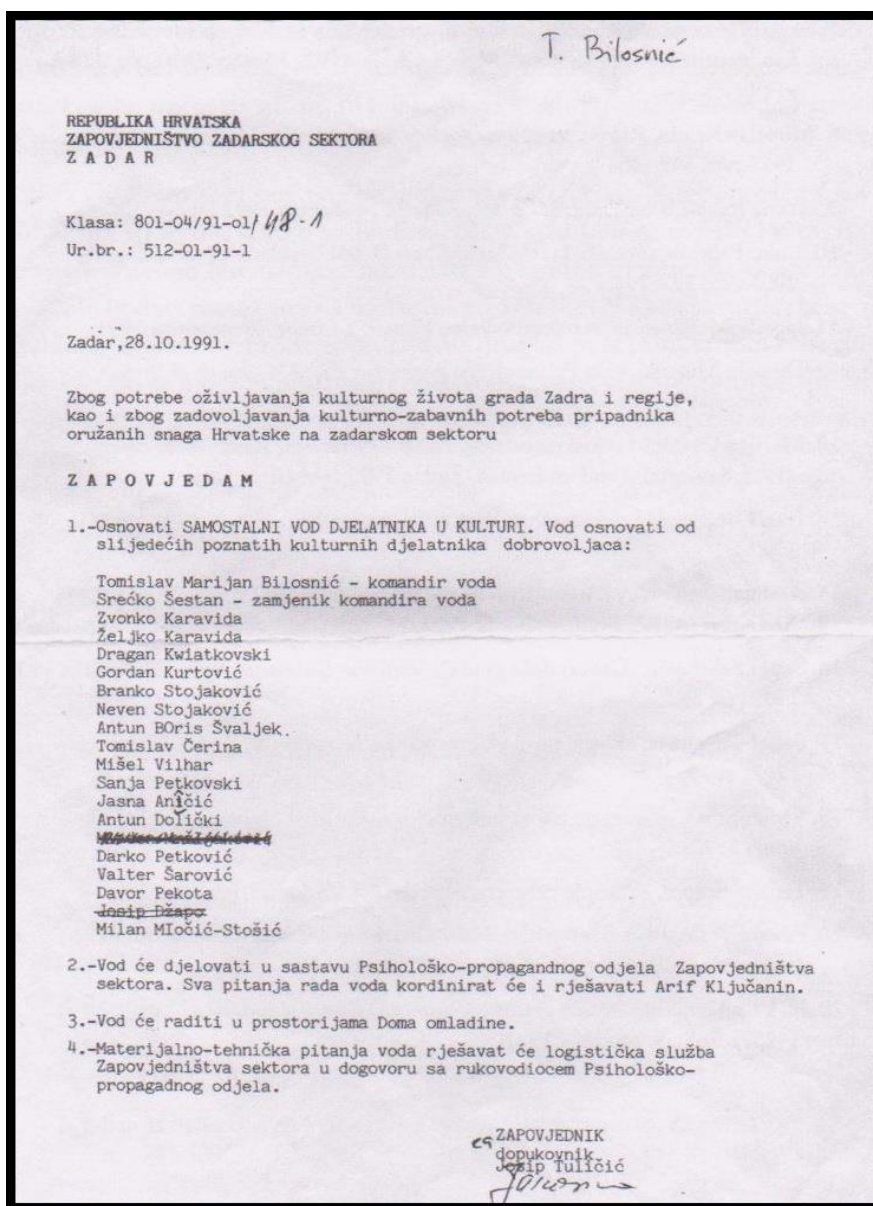 T. Bilosnić
REPUBLIKA HRVATSKA
ZAPOVJEDNIŠTVO ZADARSKOG SEKTORA
Z A D A R
Klasa: 801-04/91-o1/48-1
Ur.br.: 512-01-91-1
Zadar,28.10.1991.
Zbog potrebe oživljavanja kulturnog života grada Zadra i regije,
kao i zbog zadovoljavanja kulturno-zabavnih potreba pripadnika
oružanih snaga Hrvatske na zadarskom sektoru
Z A P O V J E D A M
1.-Osnovati SAMOSTALNI VOD DJELATNIKA U KULTURI. Vod osnovati od
slijedećih poznatih kulturnih djelatnika dobrovoljaca:
Tomislav Marijan Bilosnić - komandir voda
Srećko Šestan - zamjenik komandira voda
Zvonko Karavida
Željko Karavida
Dragan Kwiatkovski
Gordan Kurtović
Branko Stojaković
Neven Stojaković
Antun BOris Švaljek.
Tomislav Čerina
Mišel Vilhar
Sanja Petkovski
Jasna Aničić
Antun Dolički
Darko Petković
Valter Šarović
Davor Pekota
Josip Džapo
Milan MIočić-Stošić
2.-Vod će djelovati u sastavu Psihološko-propagandnog odjela Zapovjedništva
sektora. Sva pitanja rada voda kordinirat će i rješavati Arif Ključanin.
3.-Vod će raditi u prostorijama Doma omladine.
4.-Materijalno-tehnička pitanja voda rješavat će logistička služba
Zapovjedništva sektora u dogovoru sa rukovodiocem Psihološko-
propagadnog odjela.
ZAPOVJEDNIK
dopukovnik
Josip Tuličić